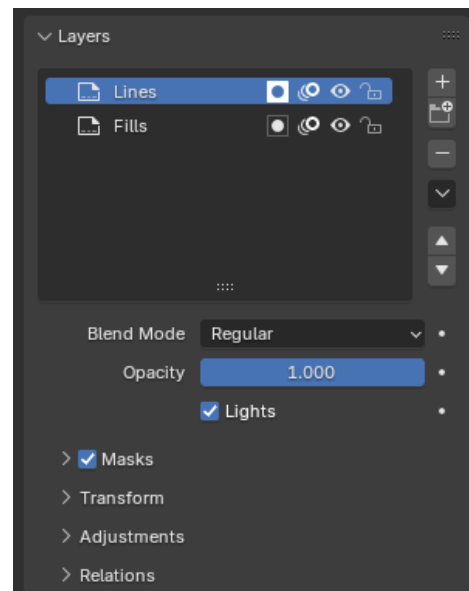 Layers
Lines
Fills
Blend Mode Regular
Opacity 1.000
Lights
Masks
Transform
Adjustments
Relations